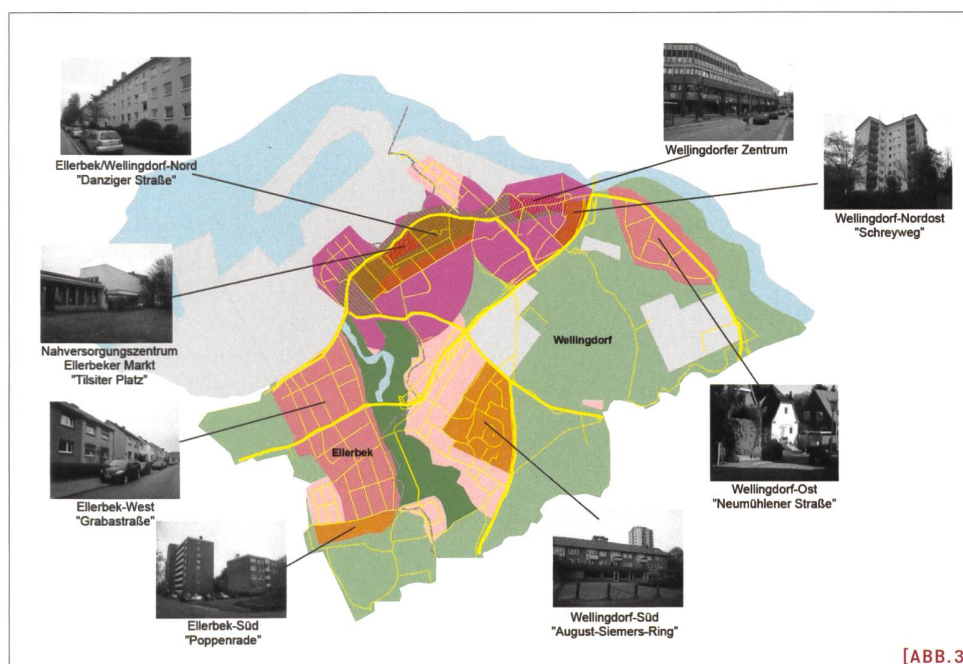 Ellerbek/Wellingdorf-Nord
"Danziger Straße"
Wellingdorfer Zentrum
Wellingdorf-Nordost
"Schreyweg"
Nahversorgungszentrum
Ellerbeker Markt
"Tilsiter Platz"
Wellingdorf
Ellerbek
Ellerbek-West
"Grabastraße"
Wellingdorf-Ost
"Neumühlener Straße"
Ellerbek-Süd
"Poppenrade"
Wellingdorf-Süd
"August-Siemers-Ring"
[ABB.3